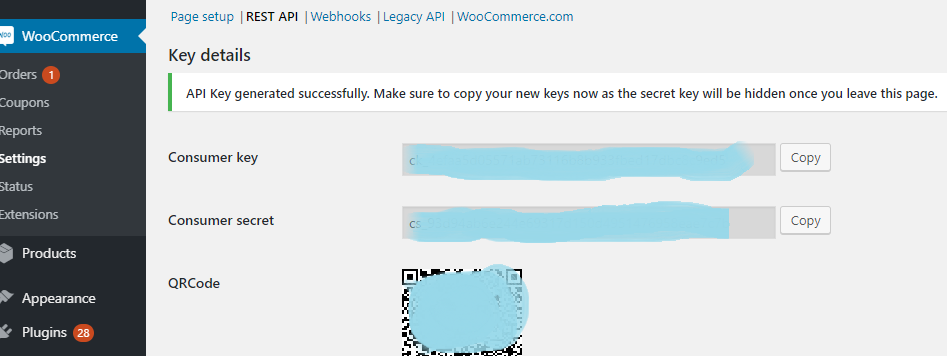 Page setup | REST API | Webhooks | Legacy API | WooCommerce.com
WooCommerce
Key details
Orders 1
API Key generated successfully. Make sure to copy your new keys now as the secret key will be hidden once you leave this page.
Coupons
Reports
Settings
Consumer key
Copy
Status
Extensions
Consumer secret
cs_
Copy
Products
QRCode
Appearance
Plugins 28